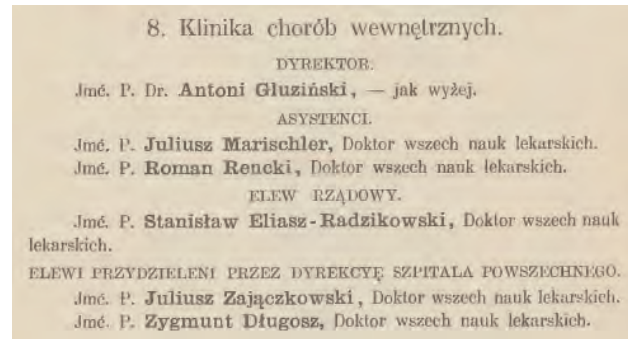 8. Klinika chorób wewnętrznych.
DYREKTOR.
Jmć. P. Dr. Antoni Gluziński, — jak wyżej.
ASYSTENCI.
Jmć. P. Juliusz Marischler, Doktor wszech nauk lekarskich.
Jmć. P. Roman Rencki, Doktor wszech nauk lekarskich.
ELEW RZĄDOWY.
Jmć. P. Stanisław Eliasz-Radzikowski, Doktor wszech nauk
lekarskich.
ELEWI PRZYDZIELENI PRZEZ DYREKCYĘ SZPITALA POWSZECHNEGO.
Jmć. P. Juliusz Zajączkowski, Doktor wszech nauk lekarskich.
Jmć. P. Zygmunt Długosz, Doktor wszech nauk lekarskich.